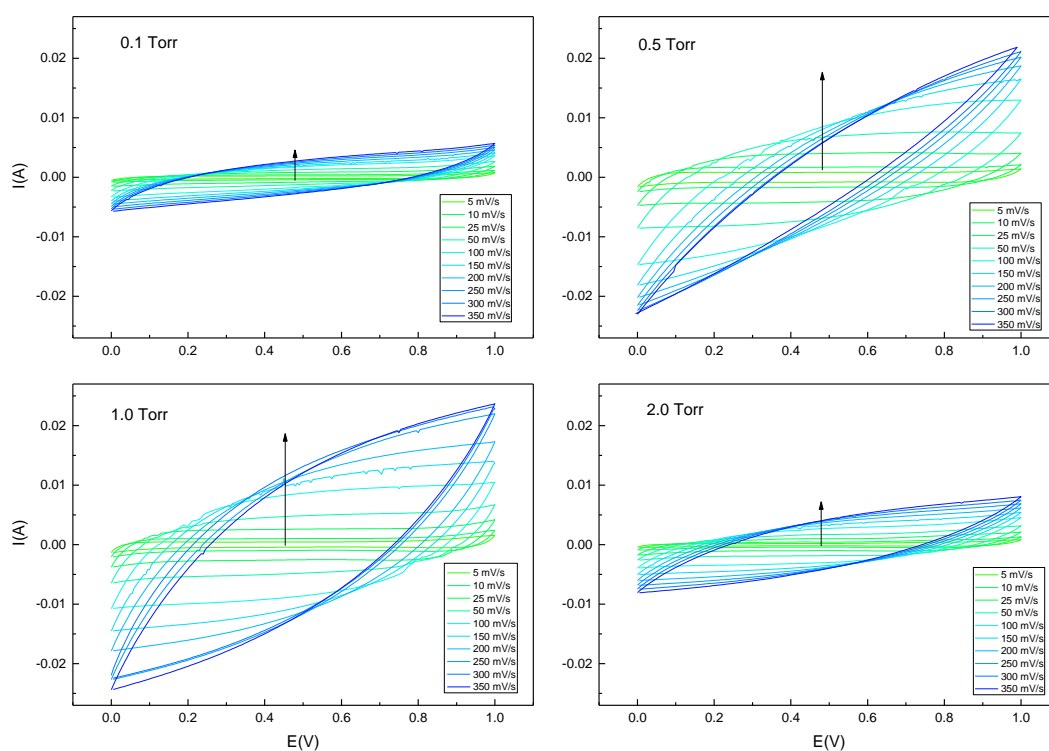 0.1 Torr
0.02
0.01
0.00
-0.01
-0.02
I(A)
5 mV/s
10 mV/s
25 mV/s
50 mV/s
100 mV/s
150 mV/s
200 mV/s
250 mV/s
300 mV/s
350 mV/s
0.0 0.2 0.4 0.6 0.8 1.0
0.5 Torr
0.02
0.01
0.00
-0.01
-0.02
5 mV/s
10 mV/s
25 mV/s
50 mV/s
100 mV/s
150 mV/s
200 mV/s
250 mV/s
300 mV/s
350 mV/s
0.0 0.2 0.4 0.6 0.8 1.0
1.0 Torr
0.02
0.01
0.00
-0.01
-0.02
I(A)
5 mV/s
10 mV/s
25 mV/s
50 mV/s
100 mV/s
150 mV/s
200 mV/s
250 mV/s
300 mV/s
350 mV/s
0.0 0.2 0.4 0.6 0.8 1.0
E(V)
2.0 Torr
0.02
0.01
0.00
-0.01
-0.02
5 mV/s
10 mV/s
25 mV/s
50 mV/s
100 mV/s
150 mV/s
200 mV/s
250 mV/s
300 mV/s
350 mV/s
0.0 0.2 0.4 0.6 0.8 1.0
E(V)